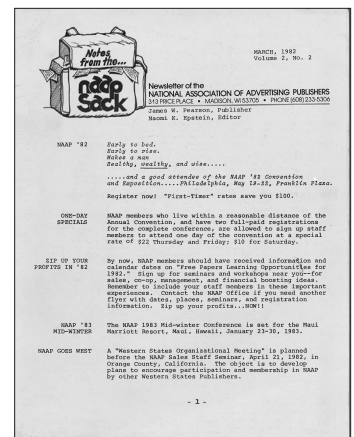 Notes
from the...
naap
sack
MARCH, 1982
Volume 2, No. 2
Newsletter of the
NATIONAL ASSOCIATION OF ADVERTISING PUBLISHERS
313 PRICE PLACE • MADISON, WI 53705 • PHONE (608) 233-5306
James W. Pearson, Publisher
Naomi K. Epstein, Editor
NAAP '82 Early to bed.
Early to rise.
Makes a man
Healthy, wealthy, and wise.....
.....and a good attendee of the NAAP '82 Convention
and Exposition.....Philadelphia, May 18-22, Franklin Plaza.
Register now! "First-Timer" rates save you $100.
ONE-DAY NAAP members who live within a reasonable distance of the
SPECIALS Annual Convention, and have two full-paid registrations
for the complete conference, are allowed to sign up staff
members to attend one day of the convention at a special
rate of $22 Thursday and Friday; $10 for Saturday.
ZIP UP YOUR By now, NAAP members should have received information and
PROFITS IN '82 calendar dates on "Free Papers Learning Opportunities for
1982." Sign up for seminars and workshops near you--for
sales, co-op, management, and financial boosting ideas.
Remember to include your staff members in these important
experiences. Contact the NAAP Office if you need another
flyer with dates, places, seminars, and registration
information. Zip up your profits...NOW!!
NAAP '83 The NAAP 1983 Mid-winter Conference is set for the Maui
MID-WINTER Marriott Resort, Maui, Hawaii, January 23-30, 1983.
NAAP GOES WEST A "Western States Organizational Meeting" is planned
before the NAAP Sales Staff Seminar, April 21, 1982, in
Orange County, California. The object is to develop
plans to encourage participation and membership in NAAP
by other Western States Publishers.
- 1 -